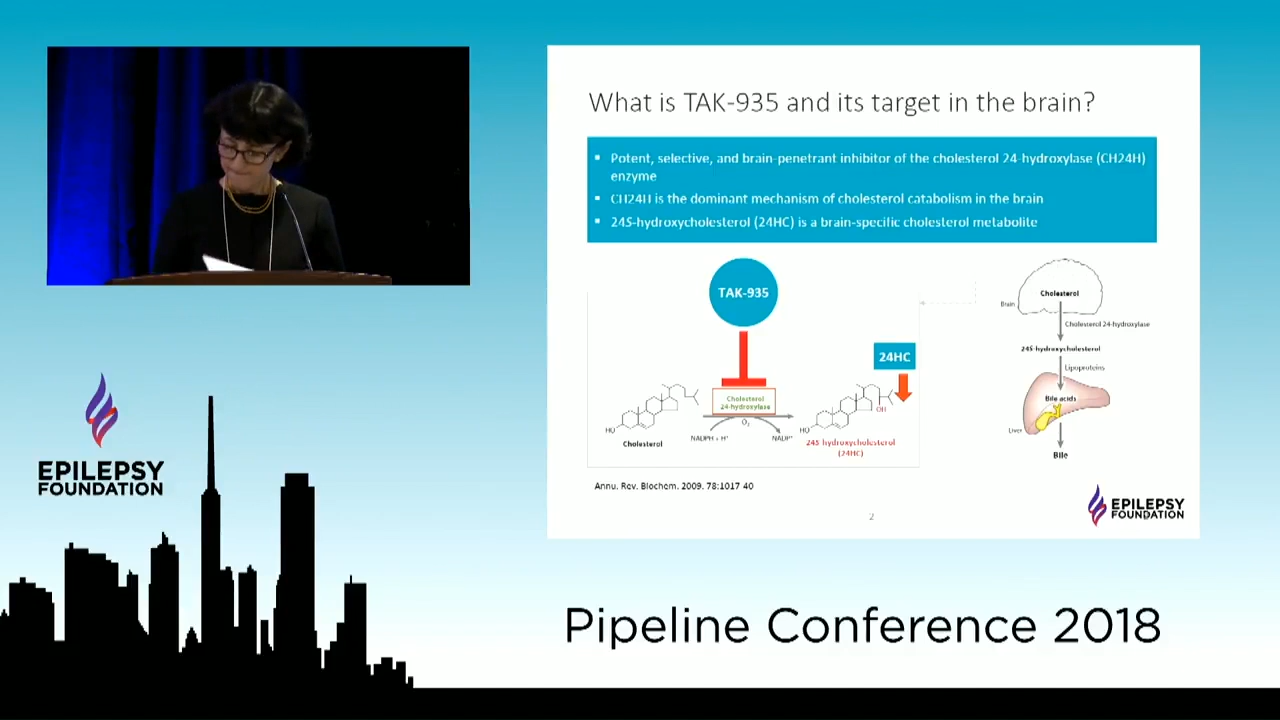 What is TAK-935 and its target in the brain?
▪ Potent, selective, and brain-penetrant inhibitor of the cholesterol 24-hydroxylase (CH24H)
enzyme
▪ CH24H is the dominant mechanism of cholesterol catabolism in the brain
▪ 24S-hydroxycholesterol (24HC) is a brain-specific cholesterol metabolite
TAK-935
24HC
Cholesterol
24-hydroxylase
O₂
NADPH + H⁺
NADP⁺
HO
Cholesterol
HO
OH
24S-hydroxycholesterol
(24HC)
Brain
Cholesterol
Cholesterol 24-hydroxylase
24S-hydroxycholesterol
Lipoproteins
Bile acids
Liver
Bile
Annu. Rev. Biochem. 2009. 78:1017-40
2
EPILEPSY
FOUNDATION
EPILEPSY
FOUNDATION
Pipeline Conference 2018